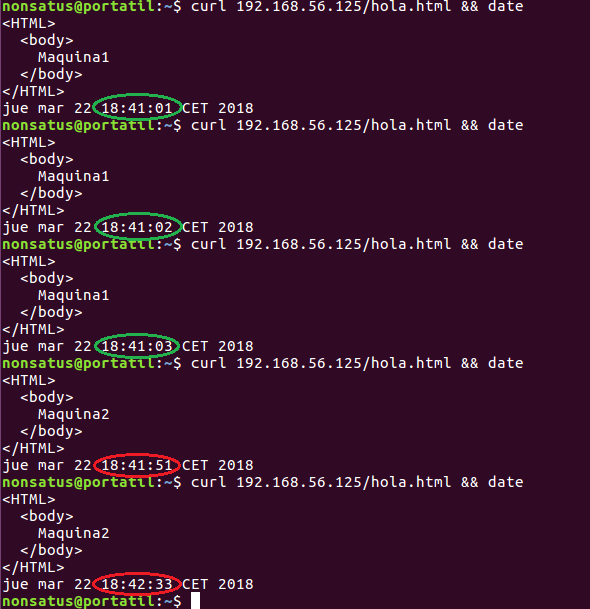 nonsatus@portatil:~$ curl 192.168.56.125/hola.html && date
<HTML>
  <body>
    Maquina1
  </body>
</HTML>
jue mar 22 18:41:01 CET 2018
nonsatus@portatil:~$ curl 192.168.56.125/hola.html && date
<HTML>
  <body>
    Maquina1
  </body>
</HTML>
jue mar 22 18:41:02 CET 2018
nonsatus@portatil:~$ curl 192.168.56.125/hola.html && date
<HTML>
  <body>
    Maquina1
  </body>
</HTML>
jue mar 22 18:41:03 CET 2018
nonsatus@portatil:~$ curl 192.168.56.125/hola.html && date
<HTML>
  <body>
    Maquina2
  </body>
</HTML>
jue mar 22 18:41:51 CET 2018
nonsatus@portatil:~$ curl 192.168.56.125/hola.html && date
<HTML>
  <body>
    Maquina2
  </body>
</HTML>
jue mar 22 18:42:33 CET 2018
nonsatus@portatil:~$